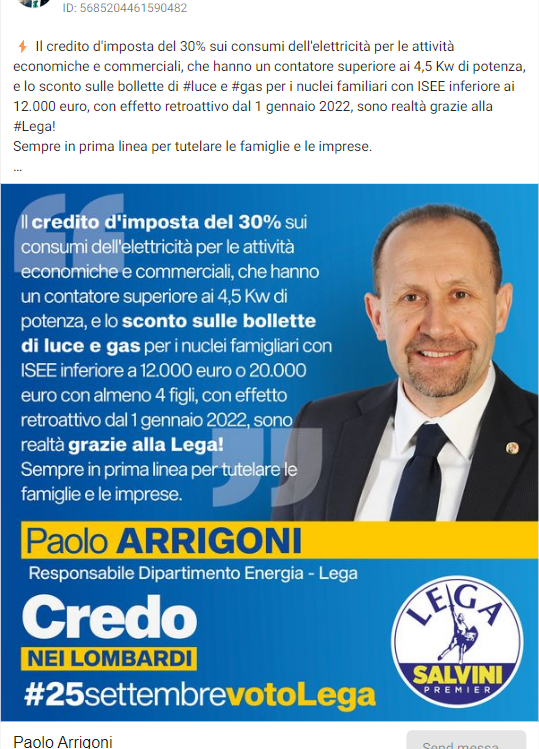 ID: 5685204461590482
⚡ Il credito d'imposta del 30% sui consumi dell'elettricità per le attività
economiche e commerciali, che hanno un contatore superiore ai 4,5 Kw di potenza,
e lo sconto sulle bollette di #luce e #gas per i nuclei familiari con ISEE inferiore ai
12.000 euro, con effetto retroattivo dal 1 gennaio 2022, sono realtà grazie alla
#Lega!
Sempre in prima linea per tutelare le famiglie e le imprese.
...
Il credito d'imposta del 30% sui
consumi dell'elettricità per le attività
economiche e commerciali, che hanno
un contatore superiore ai 4,5 Kw di
potenza, e lo sconto sulle bollette
di luce e gas per i nuclei famigliari con
ISEE inferiore a 12.000 euro o 20.000
euro con almeno 4 figli, con effetto
retroattivo dal 1 gennaio 2022, sono
realtà grazie alla Lega!
Sempre in prima linea per tutelare le
famiglie e le imprese.
Paolo ARRIGONI
Responsabile Dipartimento Energia - Lega
Credo
NEI LOMBARDI
#25settembrevotoLega
LEGA
SALVINI
PREMIER
Paolo Arrigoni
Send messa